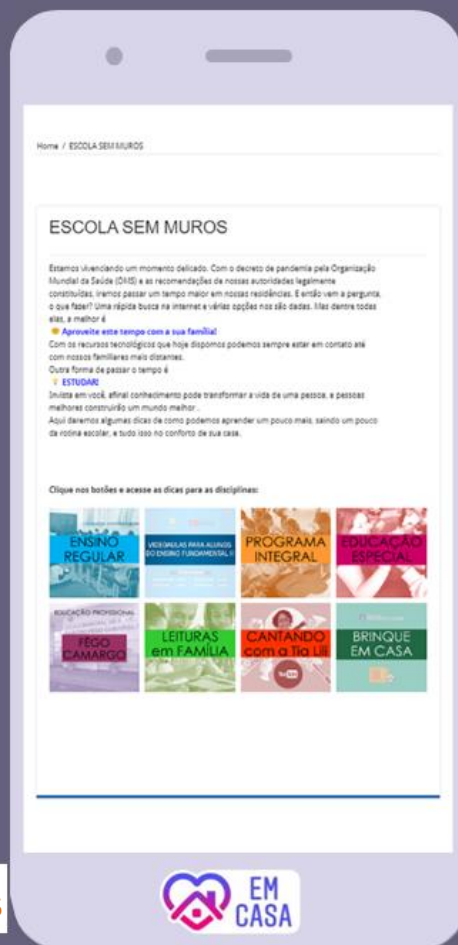 Home / ESCOLA SEM MUROS
ESCOLA SEM MUROS
Estamos vivenciando um momento delicado. Com o decreto de pandemia pela Organização
Mundial da Saúde (OMS) e as recomendações de nossas autoridades legalmente
constituídas, iremos passar um tempo maior em nossas residências. E então vem a pergunta,
o que fazer? Uma rápida busca na internet e várias opções nos são dadas. Mas dentre todas
elas, a melhor é
Aproveite este tempo com a sua família!
Com os recursos tecnológicos que hoje dispomos podemos sempre estar em contato até
com nossos familiares mais distantes.
Outra forma de passar o tempo é
ESTUDAR!
Invista em você, afinal conhecimento pode transformar a vida de uma pessoa, e pessoas
melhores construirão um mundo melhor .
Aqui daremos algumas dicas de como podemos aprender um pouco mais, saindo um pouco
da rotina escolar, e tudo isso no conforto de sua casa.
Clique nos botões e acesse as dicas para as disciplinas:
ENSINO
REGULAR
VIDEOAULAS PARA ALUNOS
DO ENSINO FUNDAMENTAL II
PROGRAMA
INTEGRAL
EDUCAÇÃO
ESPECIAL
EDUCAÇÃO PROFISSIONAL
FÊGO
CAMARGO
LEITURAS
em FAMÍLIA
CANTANDO
com a Tia Lili
BRINQUE
EM CASA
EM
CASA